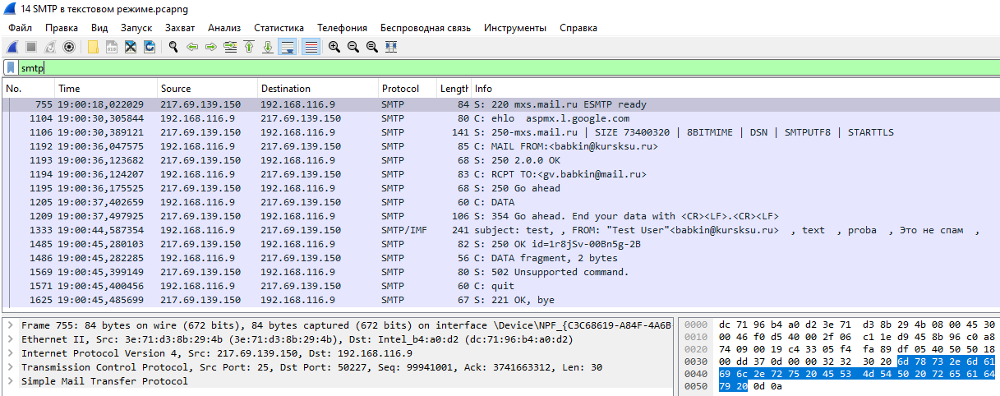 14 SMTP в текстовом режиме.pcapng
Файл Правка Вид Запуск Захват Анализ Статистика Телефония Беспроводная связь Инструменты Справка
smtp
No. Time Source Destination Protocol Length Info
755 19:00:18,022029 217.69.139.150 192.168.116.9 SMTP 84 S: 220 mxs.mail.ru ESMTP ready
1104 19:00:30,305844 192.168.116.9 217.69.139.150 SMTP 80 C: ehlo aspmx.l.google.com
1106 19:00:30,389121 217.69.139.150 192.168.116.9 SMTP 141 S: 250-mxs.mail.ru | SIZE 73400320 | 8BITMIME | DSN | SMTPUTF8 | STARTTLS
1192 19:00:36,047575 192.168.116.9 217.69.139.150 SMTP 85 C: MAIL FROM:<babkin@kursksu.ru>
1193 19:00:36,123682 217.69.139.150 192.168.116.9 SMTP 68 S: 250 2.0.0 OK
1194 19:00:36,124207 192.168.116.9 217.69.139.150 SMTP 83 C: RCPT TO:<gv.babkin@mail.ru>
1195 19:00:36,175525 217.69.139.150 192.168.116.9 SMTP 68 S: 250 Go ahead
1205 19:00:37,402659 192.168.116.9 217.69.139.150 SMTP 60 C: DATA
1209 19:00:37,497925 217.69.139.150 192.168.116.9 SMTP 106 S: 354 Go ahead. End your data with <CR><LF>.<CR><LF>
1333 19:00:44,587354 192.168.116.9 217.69.139.150 SMTP/IMF 241 subject: test, , FROM: "Test User"<babkin@kursksu.ru> , text , proba , Это не спам ,
1485 19:00:45,280103 217.69.139.150 192.168.116.9 SMTP 82 S: 250 OK id=1r8jSv-00Bn5g-2B
1486 19:00:45,282285 192.168.116.9 217.69.139.150 SMTP 56 C: DATA fragment, 2 bytes
1569 19:00:45,399149 217.69.139.150 192.168.116.9 SMTP 80 S: 502 Unsupported command.
1571 19:00:45,400456 192.168.116.9 217.69.139.150 SMTP 60 C: quit
1625 19:00:45,485699 217.69.139.150 192.168.116.9 SMTP 67 S: 221 OK, bye
Frame 755: 84 bytes on wire (672 bits), 84 bytes captured (672 bits) on interface \Device\NPF_{C3C68619-A84F-4A6B
Ethernet II, Src: 3e:71:d3:8b:29:4b (3e:71:d3:8b:29:4b), Dst: Intel_b4:a0:d2 (dc:71:96:b4:a0:d2)
Internet Protocol Version 4, Src: 217.69.139.150, Dst: 192.168.116.9
Transmission Control Protocol, Src Port: 25, Dst Port: 50227, Seq: 99941001, Ack: 3741663312, Len: 30
Simple Mail Transfer Protocol
0000 dc 71 96 b4 a0 d2 3e 71 d3 8b 29 4b 08 00 45 30
0010 00 46 f0 d5 40 00 2f 06 c1 1e d9 45 8b 96 c0 a8
0020 74 09 00 19 c4 33 05 f4 fa 89 df 05 40 50 50 18
0030 00 dd 37 0d 00 00 32 32 30 20 6d 78 73 2e 6d 61
0040 69 6c 2e 72 75 20 45 53 4d 54 50 20 72 65 61 64
0050 79 20 0d 0a